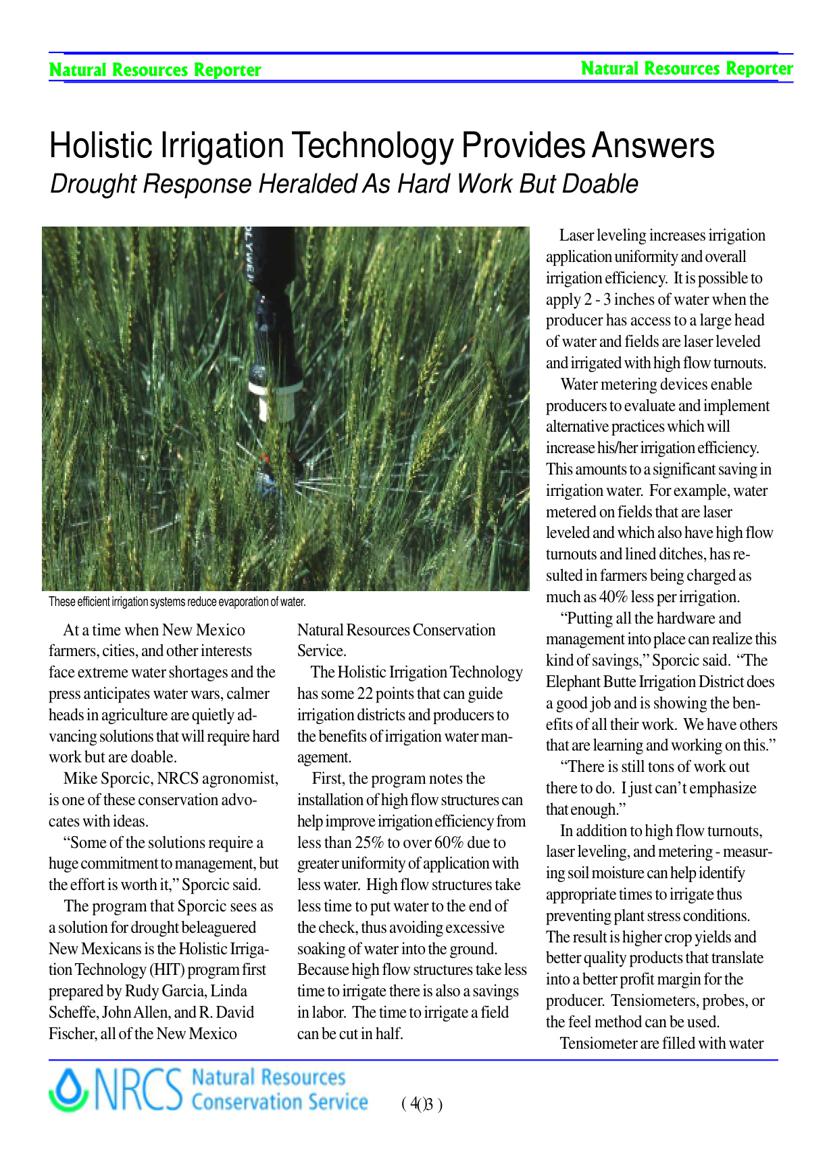 Natural Resources Reporter
Natural Resources Reporter
Holistic Irrigation Technology Provides Answers
Drought Response Heralded As Hard Work But Doable
These efficient irrigation systems reduce evaporation of water.
At a time when New Mexico
farmers, cities, and other interests
face extreme water shortages and the
press anticipates water wars, calmer
heads in agriculture are quietly ad-
vancing solutions that will require hard
work but are doable.
Mike Sporcic, NRCS agronomist,
is one of these conservation advo-
cates with ideas.
“Some of the solutions require a
huge commitment to management, but
the effort is worth it,” Sporcic said.
The program that Sporcic sees as
a solution for drought beleaguered
New Mexicans is the Holistic Irriga-
tion Technology (HIT) program first
prepared by Rudy Garcia, Linda
Scheffe, John Allen, and R. David
Fischer, all of the New Mexico
Natural Resources Conservation
Service.
The Holistic Irrigation Technology
has some 22 points that can guide
irrigation districts and producers to
the benefits of irrigation water man-
agement.
First, the program notes the
installation of high flow structures can
help improve irrigation efficiency from
less than 25% to over 60% due to
greater uniformity of application with
less water.  High flow structures take
less time to put water to the end of
the check, thus avoiding excessive
soaking of water into the ground.
Because high flow structures take less
time to irrigate there is also a savings
in labor.  The time to irrigate a field
can be cut in half.
Laser leveling increases irrigation
application uniformity and overall
irrigation efficiency.  It is possible to
apply 2 - 3 inches of water when the
producer has access to a large head
of water and fields are laser leveled
and irrigated with high flow turnouts.
Water metering devices enable
producers to evaluate and implement
alternative practices which will
increase his/her irrigation efficiency.
This amounts to a significant saving in
irrigation water.  For example, water
metered on fields that are laser
leveled and which also have high flow
turnouts and lined ditches, has re-
sulted in farmers being charged as
much as 40% less per irrigation.
“Putting all the hardware and
management into place can realize this
kind of savings,” Sporcic said.  “The
Elephant Butte Irrigation District does
a good job and is showing the ben-
efits of all their work.  We have others
that are learning and working on this.”
“There is still tons of work out
there to do.  I just can’t emphasize
that enough.”
In addition to high flow turnouts,
laser leveling, and metering - measur-
ing soil moisture can help identify
appropriate times to irrigate thus
preventing plant stress conditions.
The result is higher crop yields and
better quality products that translate
into a better profit margin for the
producer.  Tensiometers, probes, or
the feel method can be used.
Tensiometer are filled with water
NRCS Natural Resources
Conservation Service